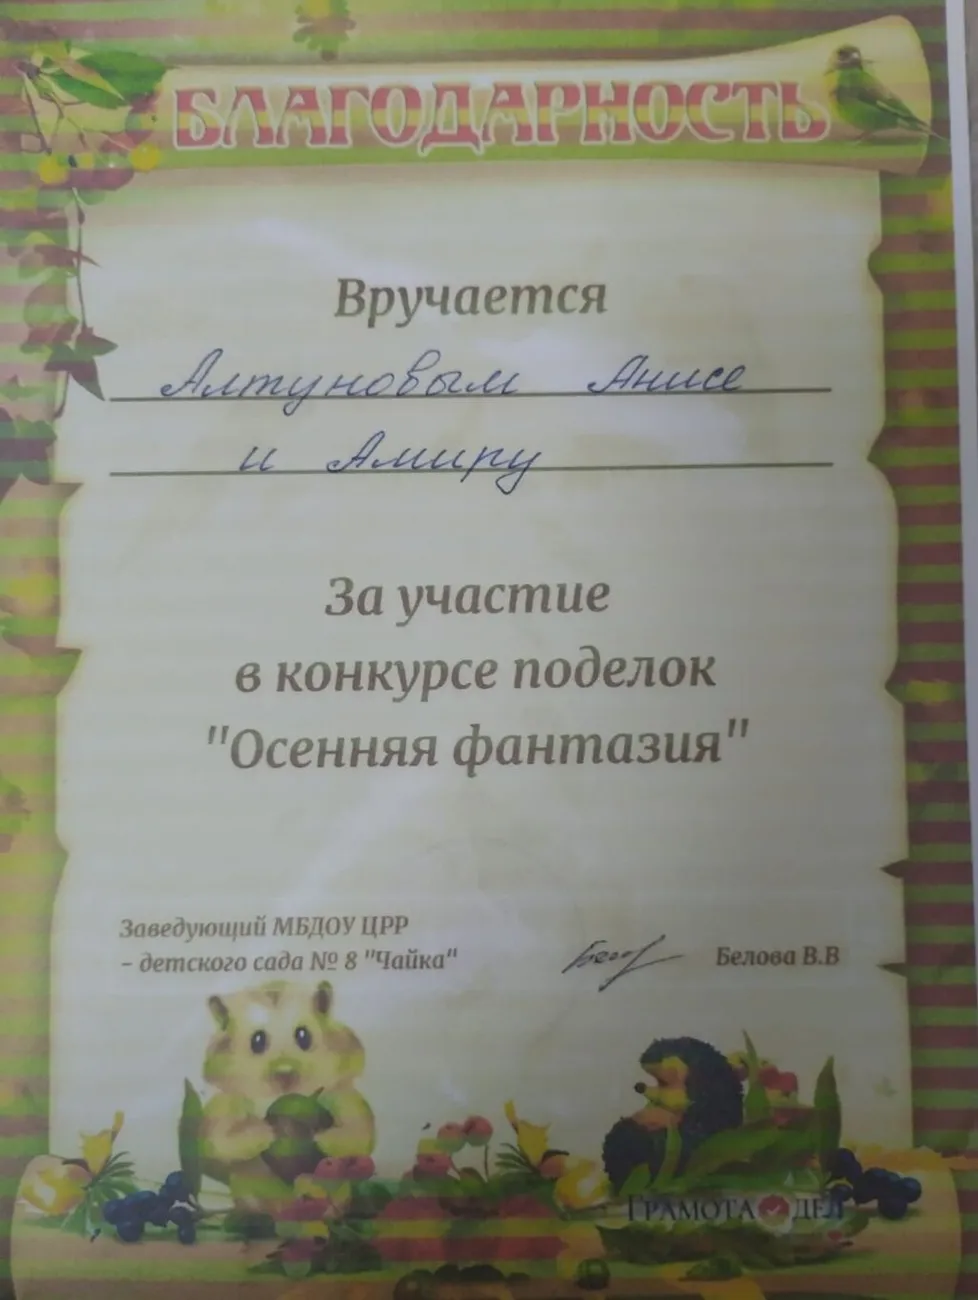 БЛАГОДАРНОСТЬ
Вручается
Алтуновым Анисе
и Амиру
За участие
в конкурсе поделок
"Осенняя фантазия"
Заведующий МБДОУ ЦРР
– детского сада № 8 "Чайка"
Белова В.В
ГРАМОТА ДЕЛ